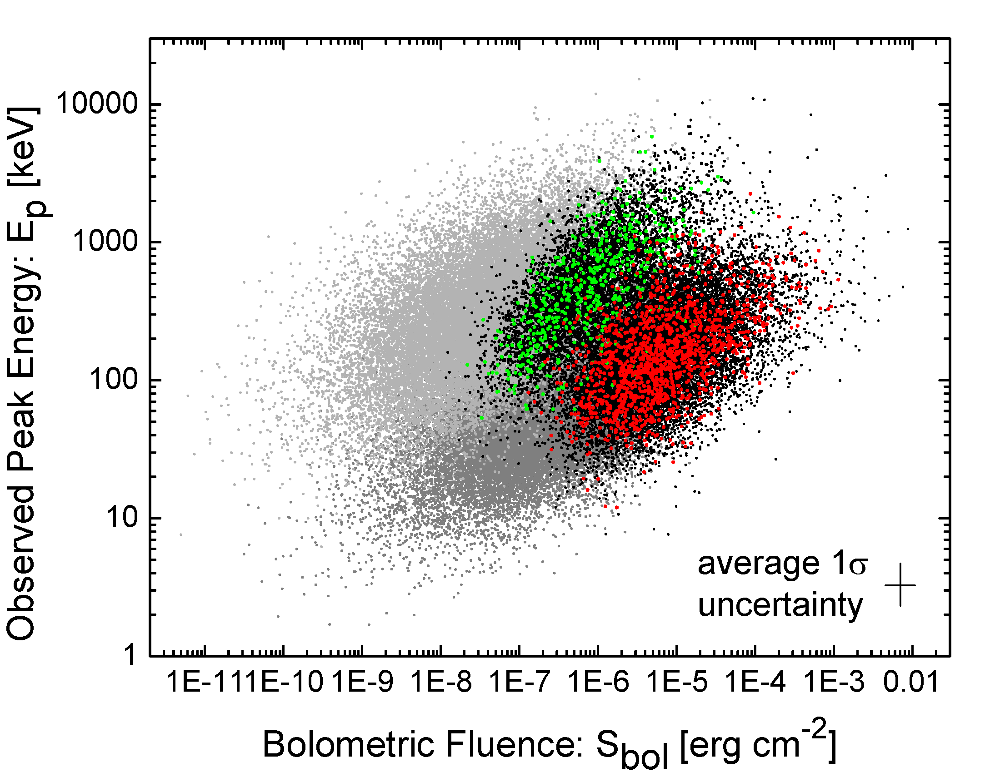 Observed Peak Energy: Ep [keV]
10000
1000
100
10
1
average 1σ
uncertainty
1E-11 1E-10 1E-9 1E-8 1E-7 1E-6 1E-5 1E-4 1E-3 0.01
Bolometric Fluence: Sbol [erg cm-2]